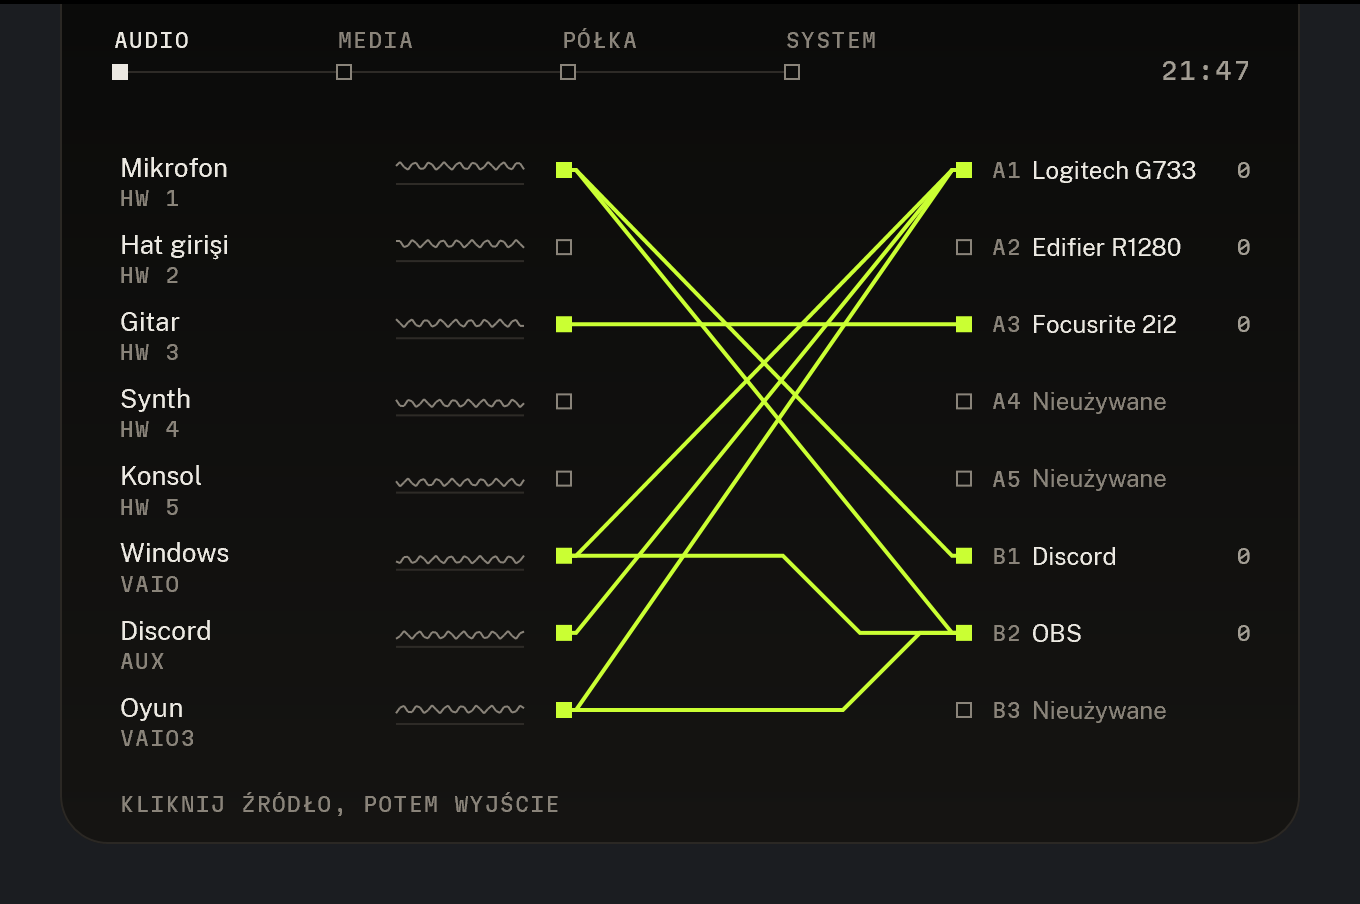 AUDIO MEDIA PÓŁKA SYSTEM
21:47
Mikrofon A1 Logitech G733 0
HW 1
Hat girişi A2 Edifier R1280 0
HW 2
Gitar A3 Focusrite 2i2 0
HW 3
Synth A4 Nieużywane
HW 4
Konsol A5 Nieużywane
HW 5
Windows B1 Discord 0
VAIO
Discord B2 OBS 0
AUX
Oyun B3 Nieużywane
VAIO3
KLIKNIJ ŹRÓDŁO, POTEM WYJŚCIE